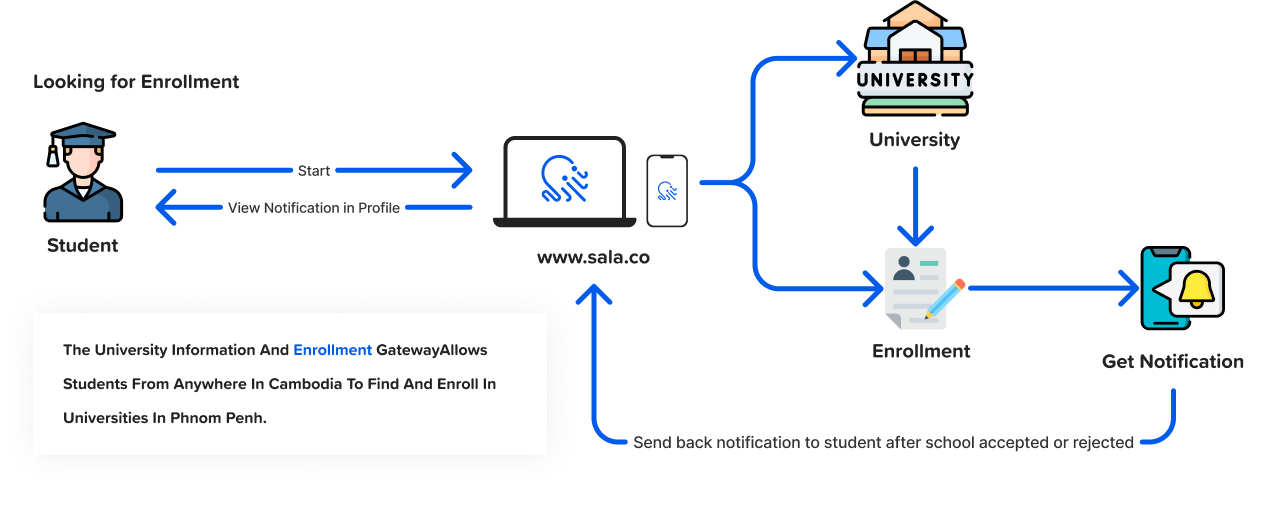 Looking for Enrollment
UNIVERSITY
University
Start
View Notification in Profile
Student
www.sala.co
Enrollment
Get Notification
The University Information And Enrollment GatewayAllows
Students From Anywhere In Cambodia To Find And Enroll In
Universities In Phnom Penh.
Send back notification to student after school accepted or rejected